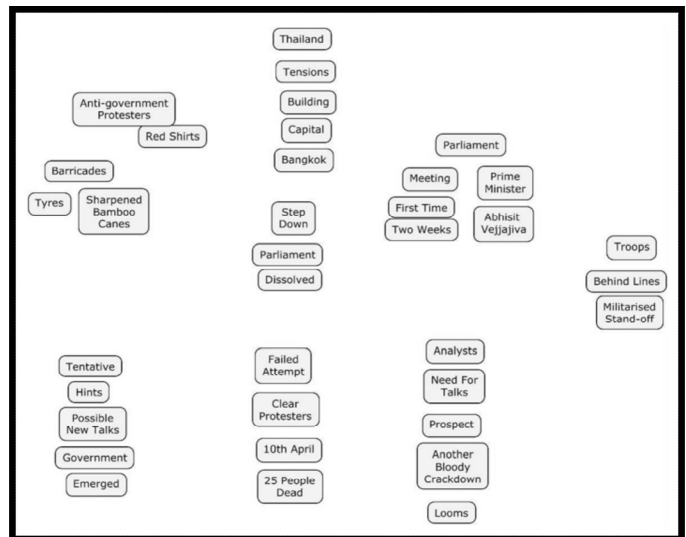 Thailand
Tensions
Building
Capital
Bangkok
Anti-government
Protesters
Red Shirts
Barricades
Tyres
Sharpened
Bamboo
Canes
Step
Down
Parliament
Dissolved
Parliament
Meeting
Prime
Minister
First Time
Two Weeks
Abhisit
Vejjajiva
Troops
Behind Lines
Militarised
Stand-off
Tentative
Hints
Possible
New Talks
Government
Emerged
Failed
Attempt
Clear
Protesters
10th April
25 People
Dead
Analysts
Need For
Talks
Prospect
Another
Bloody
Crackdown
Looms